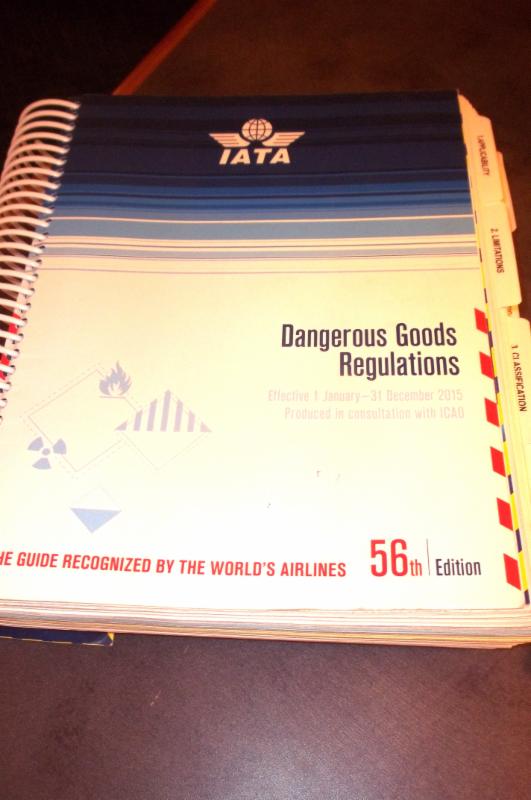 IATA
1.APPLICABILITY
2. LIMITATIONS
3. CLASSIFICATION
Dangerous Goods
Regulations
Effective 1 January–31 December 2015
Produced in consultation with ICAO
HE GUIDE RECOGNIZED BY THE WORLD'S AIRLINES
56th Edition